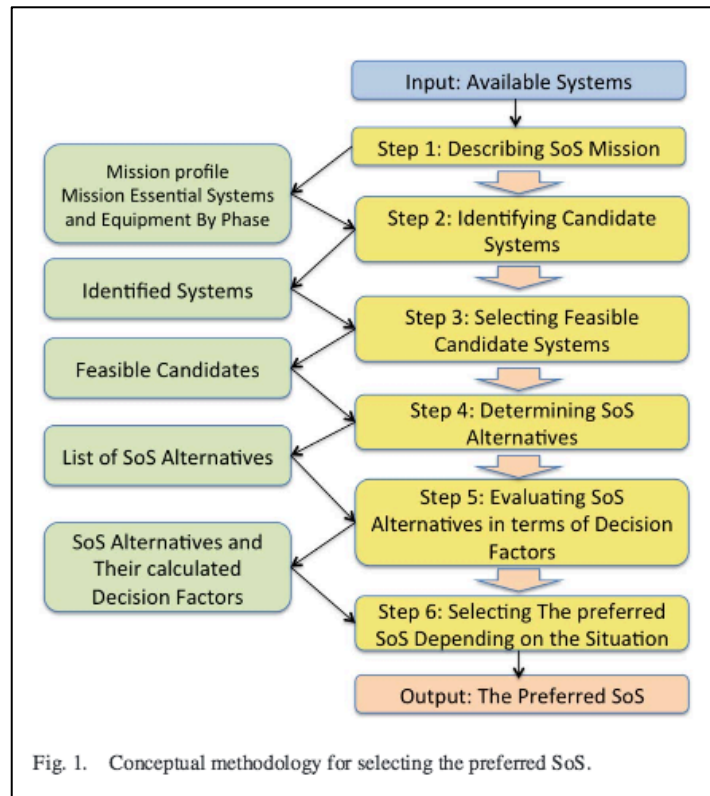 Input: Available Systems
Step 1: Describing SoS Mission
Mission profile
Mission Essential Systems
and Equipment By Phase
Step 2: Identifying Candidate
Systems
Identified Systems
Step 3: Selecting Feasible
Candidate Systems
Feasible Candidates
Step 4: Determining SoS
Alternatives
List of SoS Alternatives
Step 5: Evaluating SoS
Alternatives in terms of Decision
Factors
SoS Alternatives and
Their calculated
Decision Factors
Step 6: Selecting The preferred
SoS Depending on the Situation
Output: The Preferred SoS
Fig. 1. Conceptual methodology for selecting the preferred SoS.